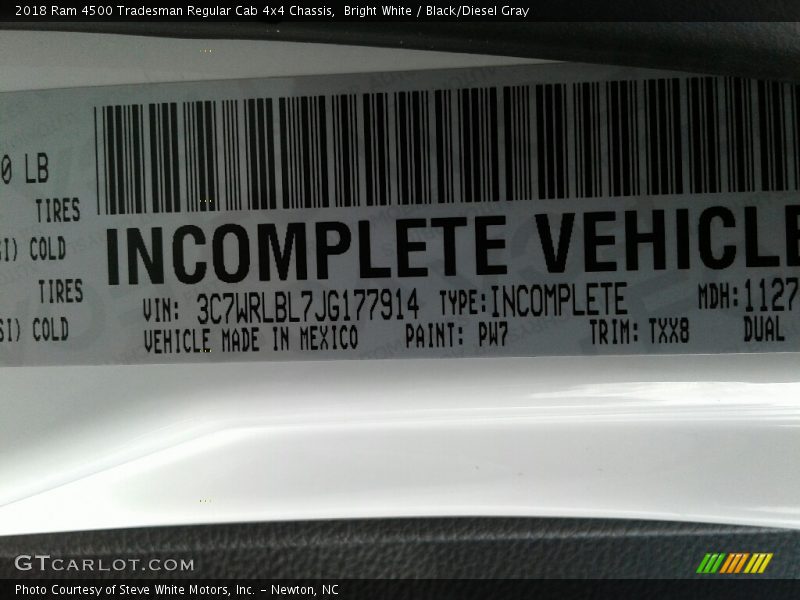 2018 Ram 4500 Tradesman Regular Cab 4x4 Chassis,  Bright White / Black/Diesel Gray
0 LB
TIRES
SI) COLD
TIRES
SI) COLD
INCOMPLETE VEHICLE
VIN: 3C7WRLBL7JG177914 TYPE:INCOMPLETE MDH:1127
VEHICLE MADE IN MEXICO PAINT: PW7 TRIM: TXX8 DUAL
GTCARLOT.COM
Photo Courtesy of Steve White Motors, Inc. – Newton, NC